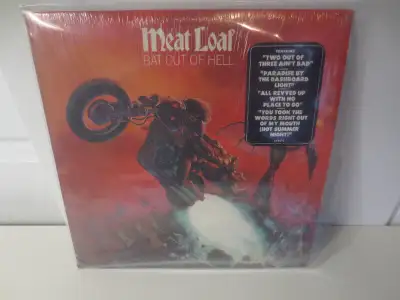 Meat Loaf
BAT OUT OF HELL
"TWO OUT OF
THREE AIN'T BAD"
"PARADISE BY
THE DASHBOARD
LIGHT"
"ALL REVVED UP
WITH NO
PLACE TO GO"
"YOU TOOK THE
WORDS RIGHT OUT
OF MY MOUTH
(HOT SUMMER
NIGHT)"